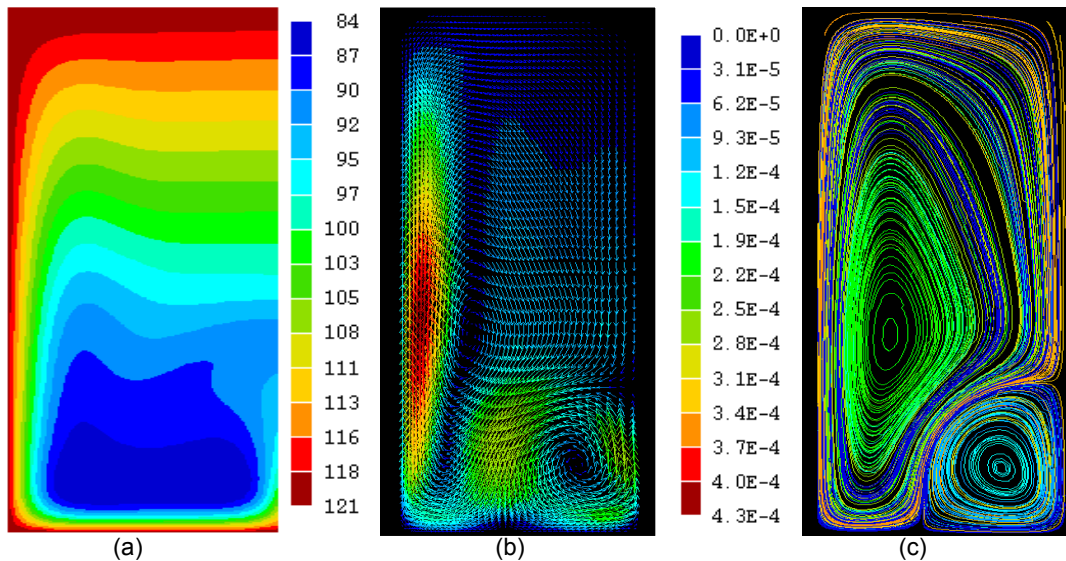 84
87
90
92
95
97
100
103
105
108
111
113
116
118
121
0.0E+0
3.1E-5
6.2E-5
9.3E-5
1.2E-4
1.5E-4
1.9E-4
2.2E-4
2.5E-4
2.8E-4
3.1E-4
3.4E-4
3.7E-4
4.0E-4
4.3E-4
(a)
(b)
(c)